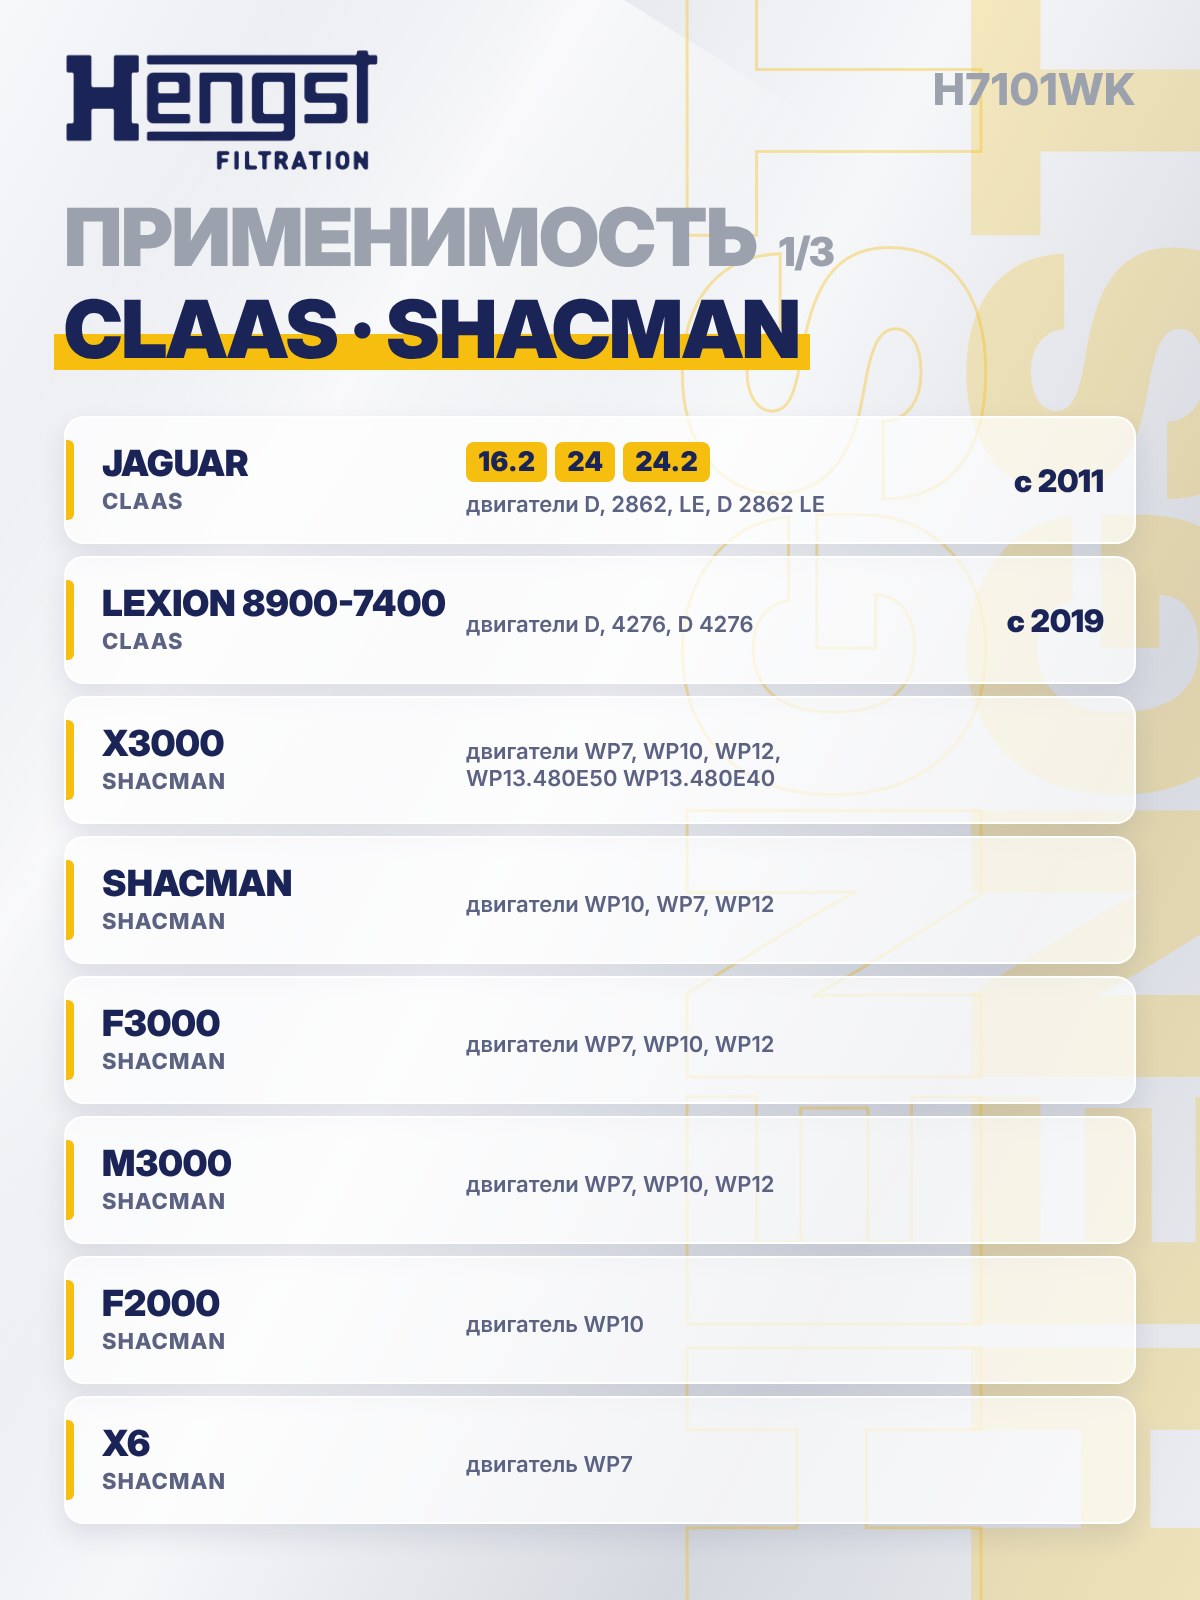 Hengst
FILTRATION
H7101WK
ПРИМЕНИМОСТЬ 1/3
CLAAS · SHACMAN
JAGUAR
CLAAS
16.2 24 24.2
двигатели D, 2862, LE, D 2862 LE
с 2011
LEXION 8900-7400
CLAAS
двигатели D, 4276, D 4276
с 2019
X3000
SHACMAN
двигатели WP7, WP10, WP12,
WP13.480E50 WP13.480E40
SHACMAN
SHACMAN
двигатели WP10, WP7, WP12
F3000
SHACMAN
двигатели WP7, WP10, WP12
M3000
SHACMAN
двигатели WP7, WP10, WP12
F2000
SHACMAN
двигатель WP10
X6
SHACMAN
двигатель WP7
HENGST
HENGST